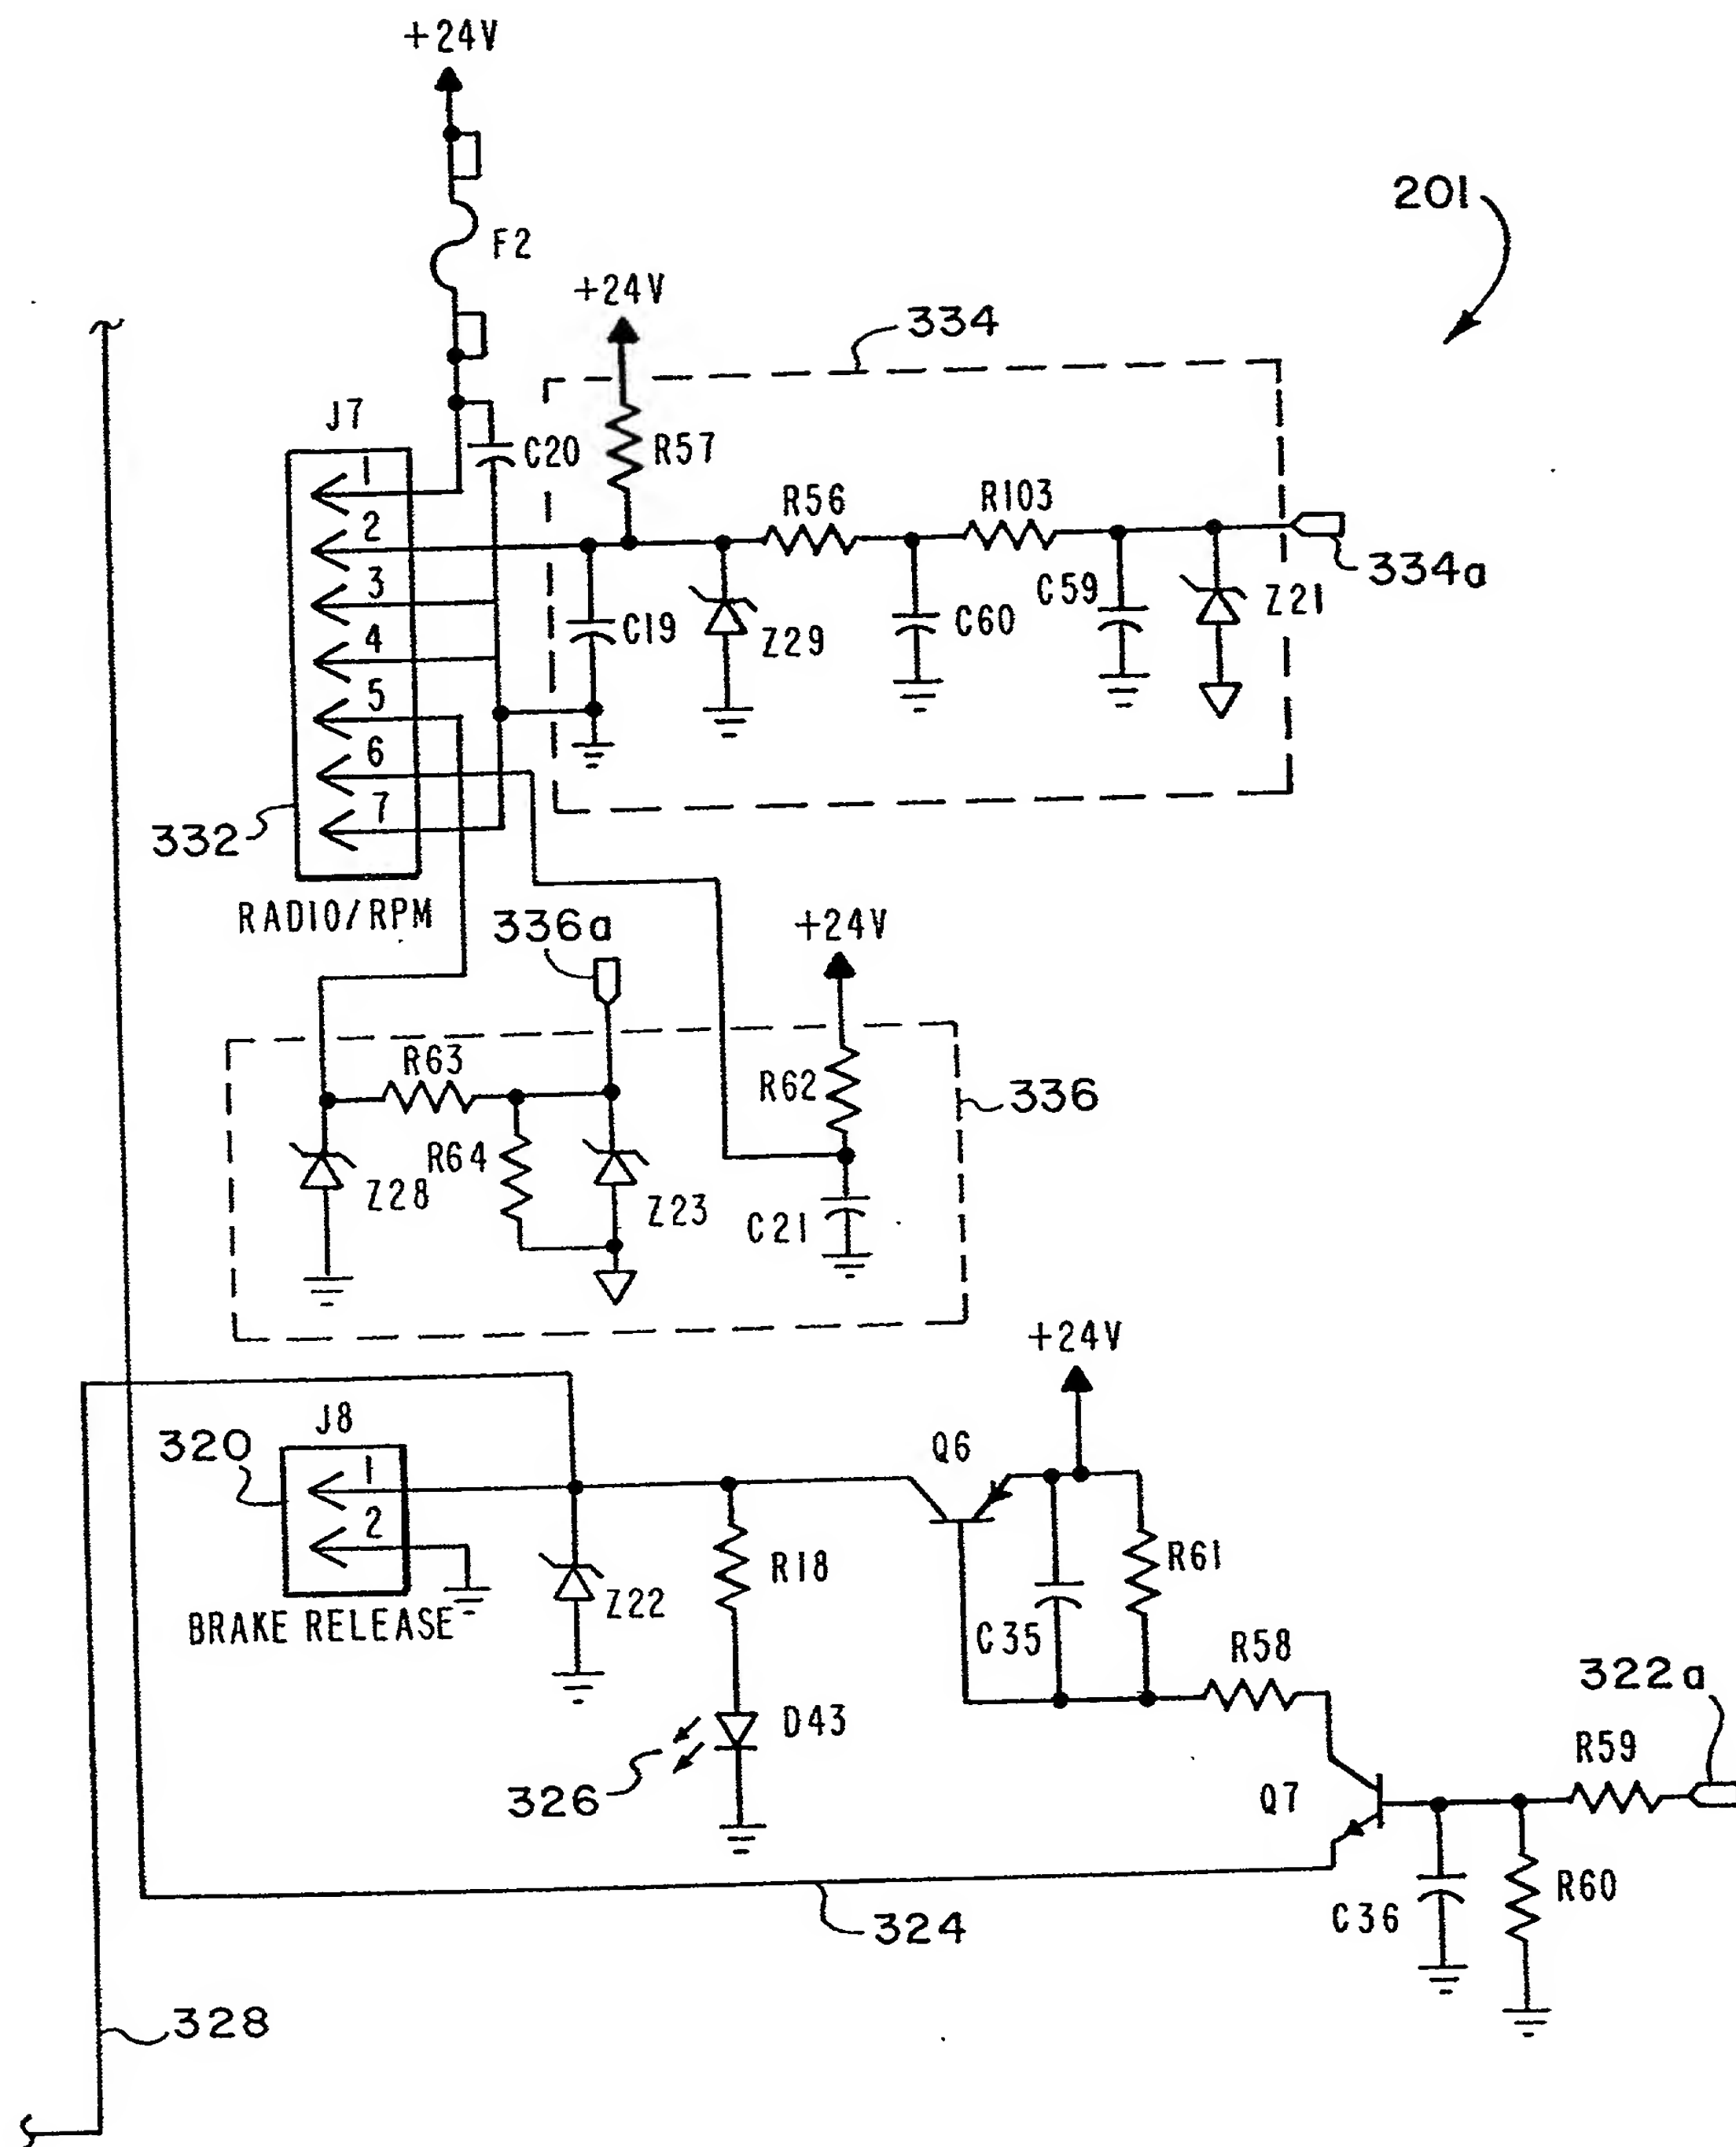 +24V
201
F2
+24V
334
J7
C20
R57
1
R56
R103
2
334a
3
C59
Z21
C19
C60
4
Z29
5
6
7
332
RADIO/RPM
336a
+24V
R63
R62
336
R64
Z28
Z23
C21
+24V
J8
320
Q6
1
2
R18
R61
Z22
BRAKE RELEASE
C35
R58
322a
D43
R59
326
Q7
R60
C36
324
328